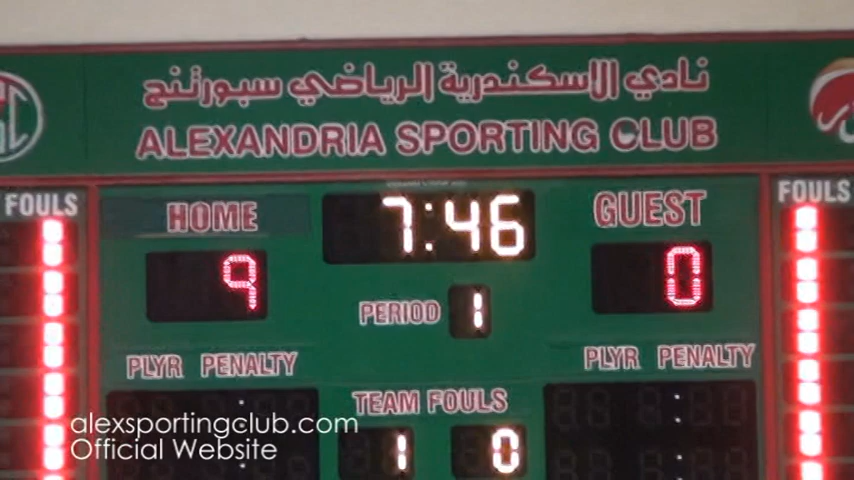 نادي الاسكندرية الرياضي سبورتنج
ALEXANDRIA SPORTING CLUB
FOULS
HOME 7:46 GUEST
FOULS
9 0
PERIOD 1
PLYR PENALTY
PLYR PENALTY
TEAM FOULS
1 0
alexsportingclub.com
Official Website